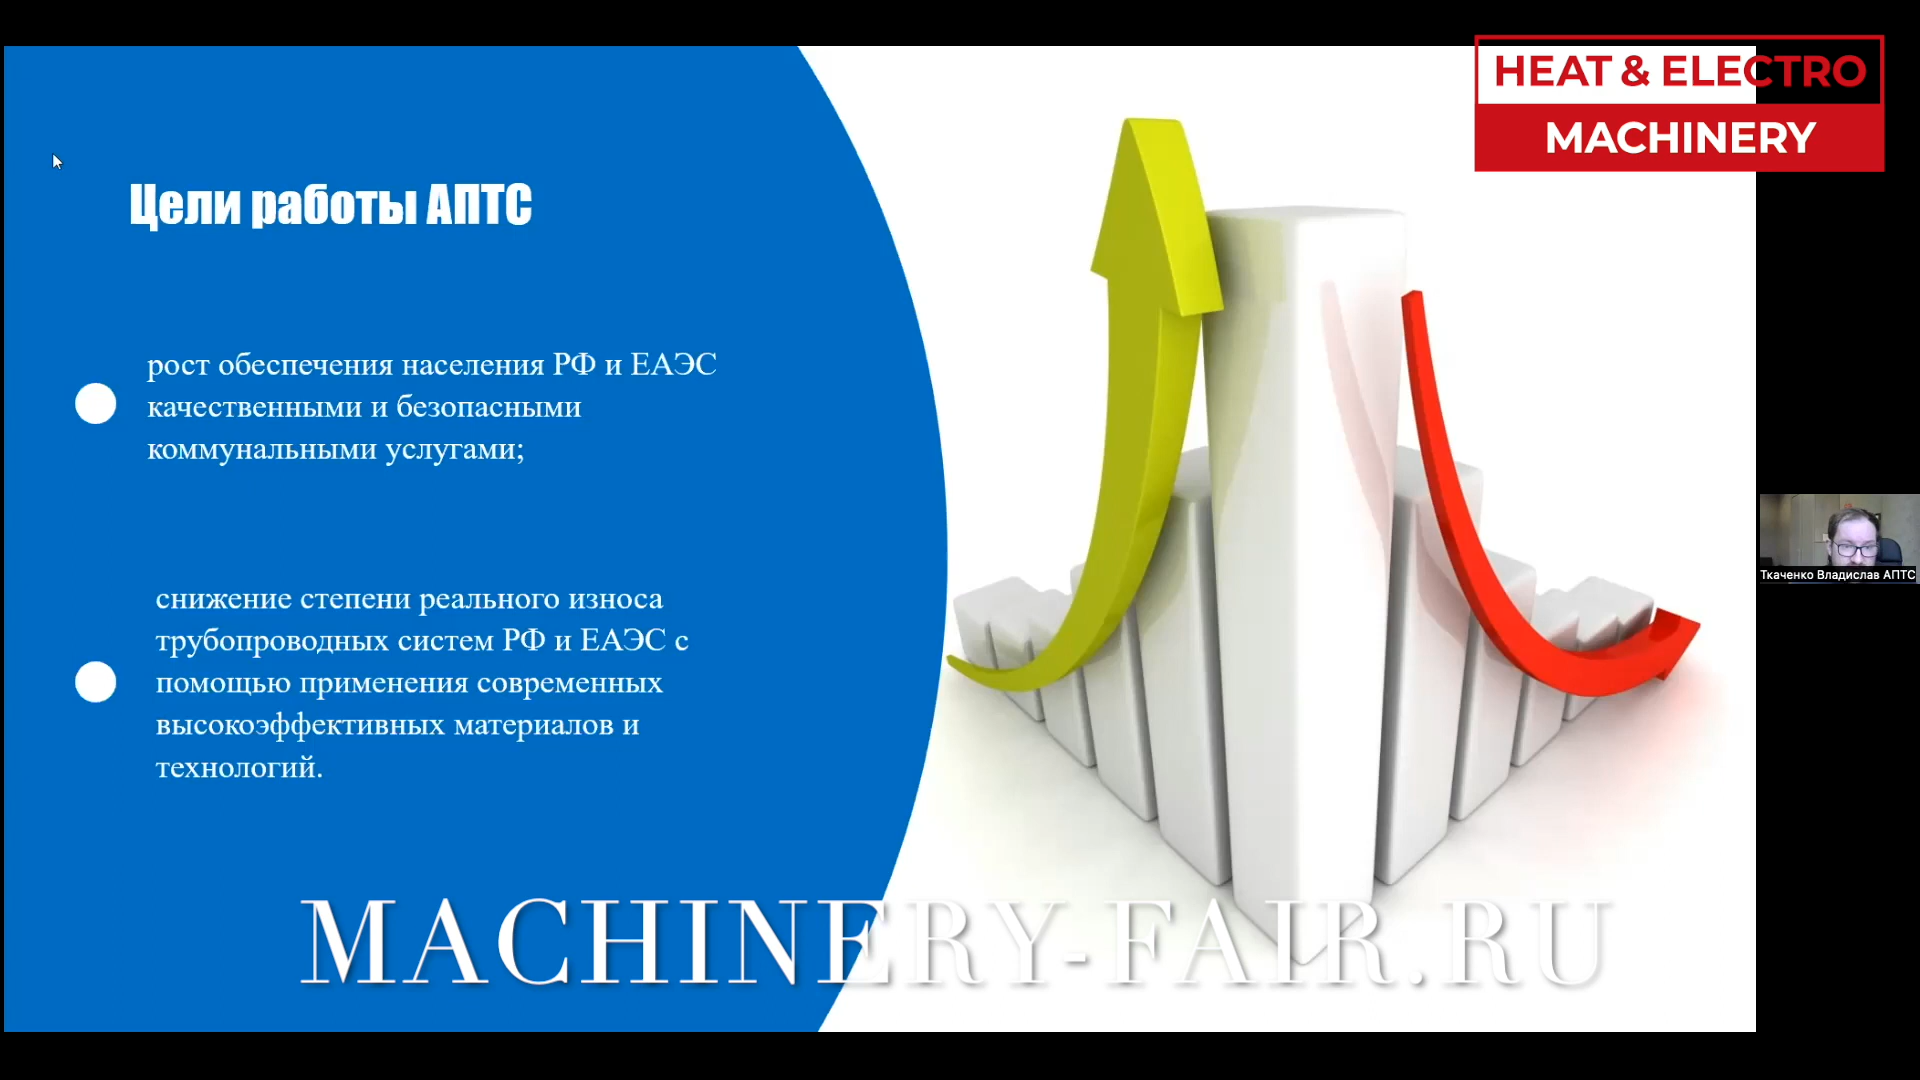 HEAT & ELECTRO
MACHINERY
Цели работы АПТС
рост обеспечения населения РФ и ЕАЭС
качественными и безопасными
коммунальными услугами;
снижение степени реального износа
трубопроводных систем РФ и ЕАЭС с
помощью применения современных
высокоэффективных материалов и
технологий.
Ткаченко Владислав АПТС
MACHINERY-FAIR.RU